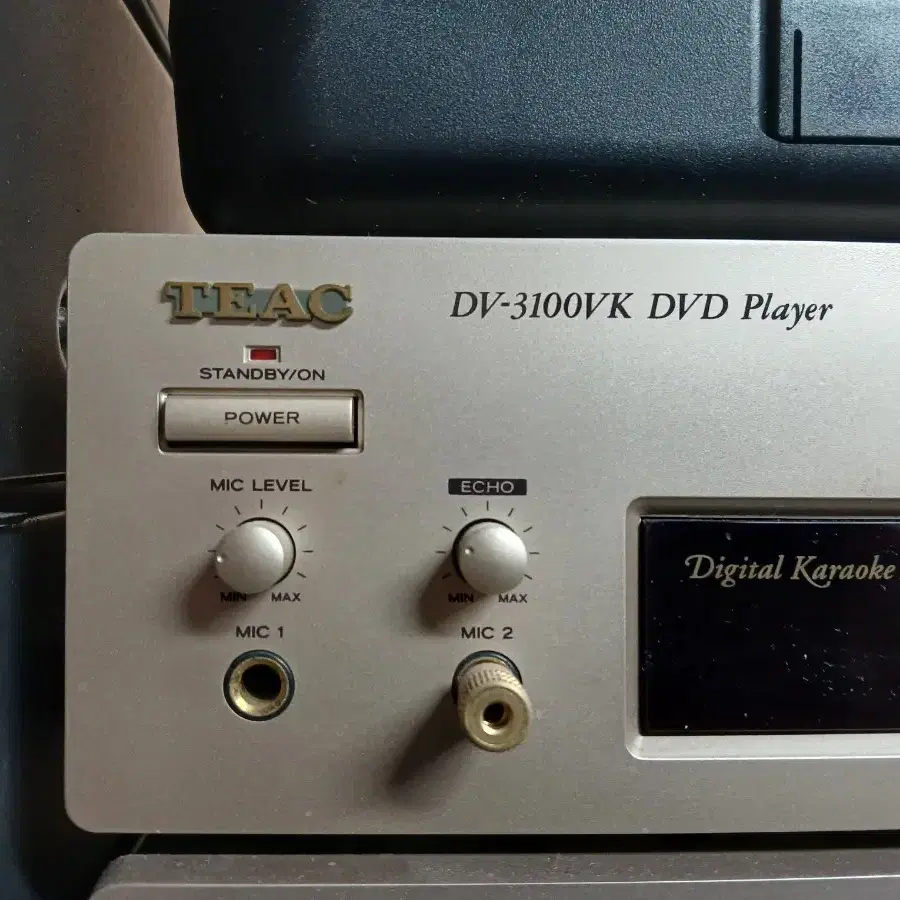 TEAC
DV-3100VK DVD Player
STANDBY/ON
POWER
MIC LEVEL
ECHO
MIN MAX
MIN MAX
Digital Karaoke
MIC 1
MIC 2